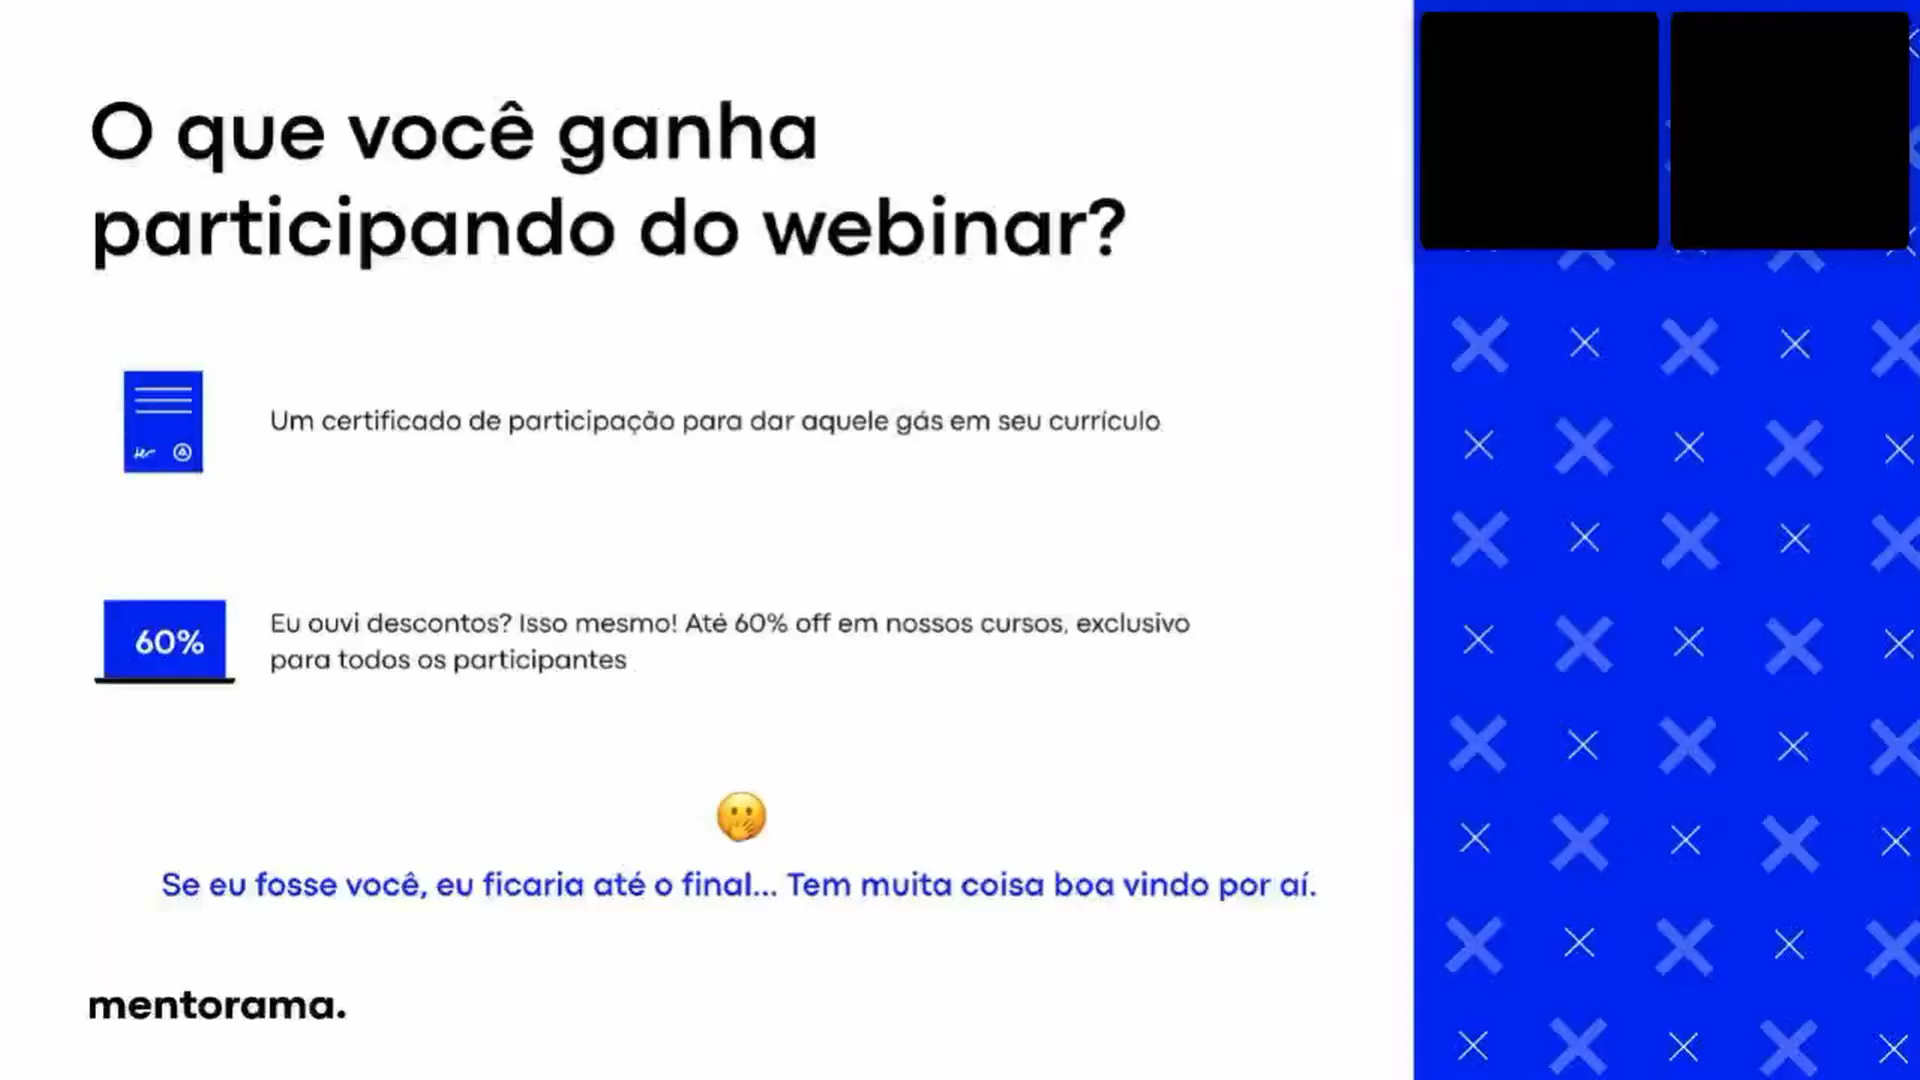 O que você ganha
participando do webinar?
Um certificado de participação para dar aquele gás em seu currículo
60%
Eu ouvi descontos? Isso mesmo! Até 60% off em nossos cursos, exclusivo
para todos os participantes
Se eu fosse você, eu ficaria até o final... Tem muita coisa boa vindo por aí.
mentorama.